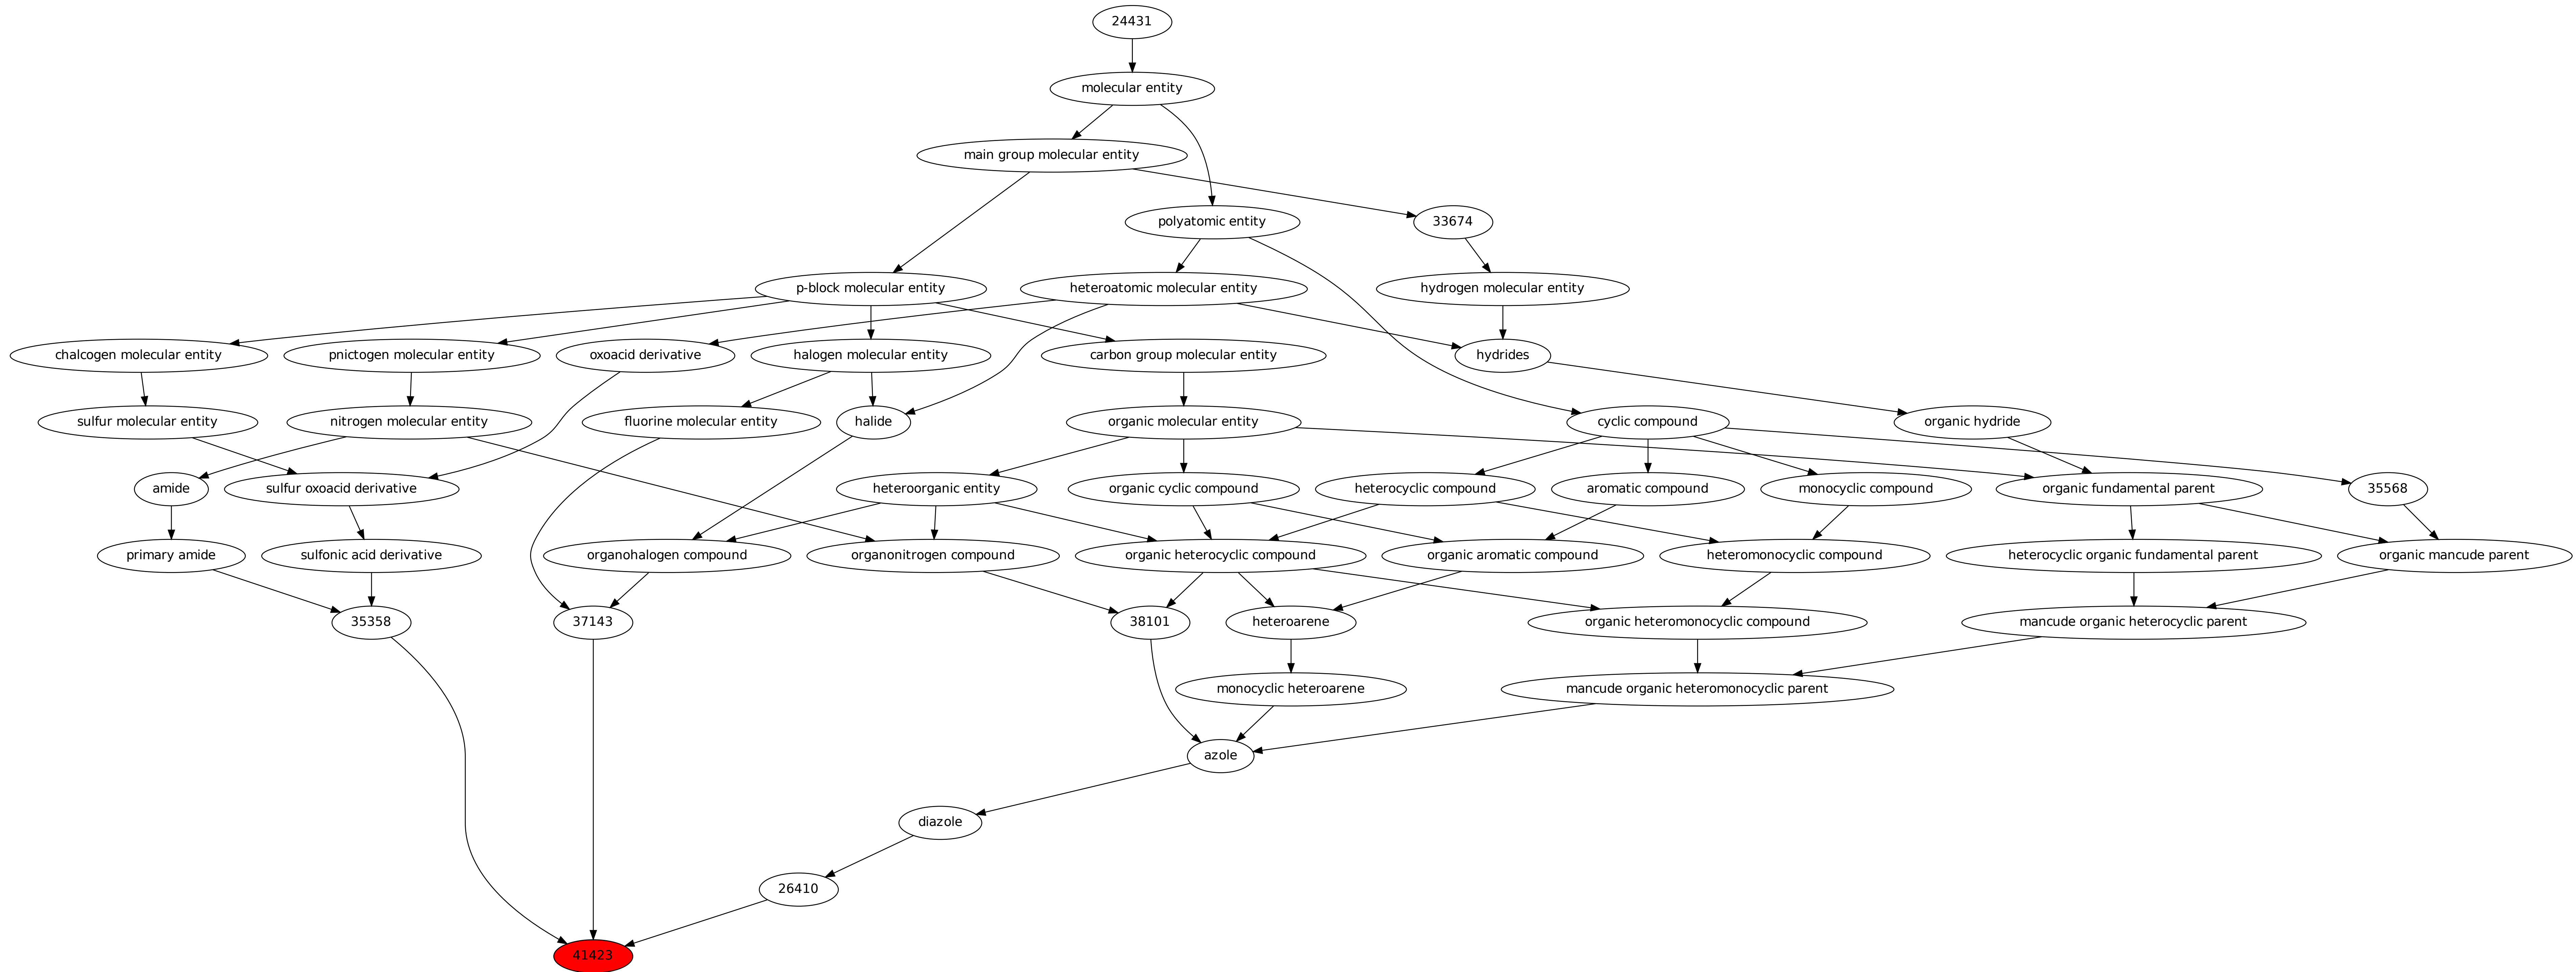 24431
molecular entity
main group molecular entity
polyatomic entity
33674
p-block molecular entity
heteroatomic molecular entity
hydrogen molecular entity
chalcogen molecular entity
pnictogen molecular entity
oxoacid derivative
halogen molecular entity
carbon group molecular entity
hydrides
sulfur molecular entity
nitrogen molecular entity
fluorine molecular entity
halide
organic molecular entity
cyclic compound
organic hydride
amide
sulfur oxoacid derivative
heteroorganic entity
organic cyclic compound
heterocyclic compound
aromatic compound
monocyclic compound
organic fundamental parent
35568
primary amide
sulfonic acid derivative
organohalogen compound
organonitrogen compound
organic heterocyclic compound
organic aromatic compound
heteromonocyclic compound
heterocyclic organic fundamental parent
organic mancude parent
35358
37143
38101
heteroarene
organic heteromonocyclic compound
mancude organic heterocyclic parent
monocyclic heteroarene
mancude organic heteromonocyclic parent
azole
diazole
26410
41423